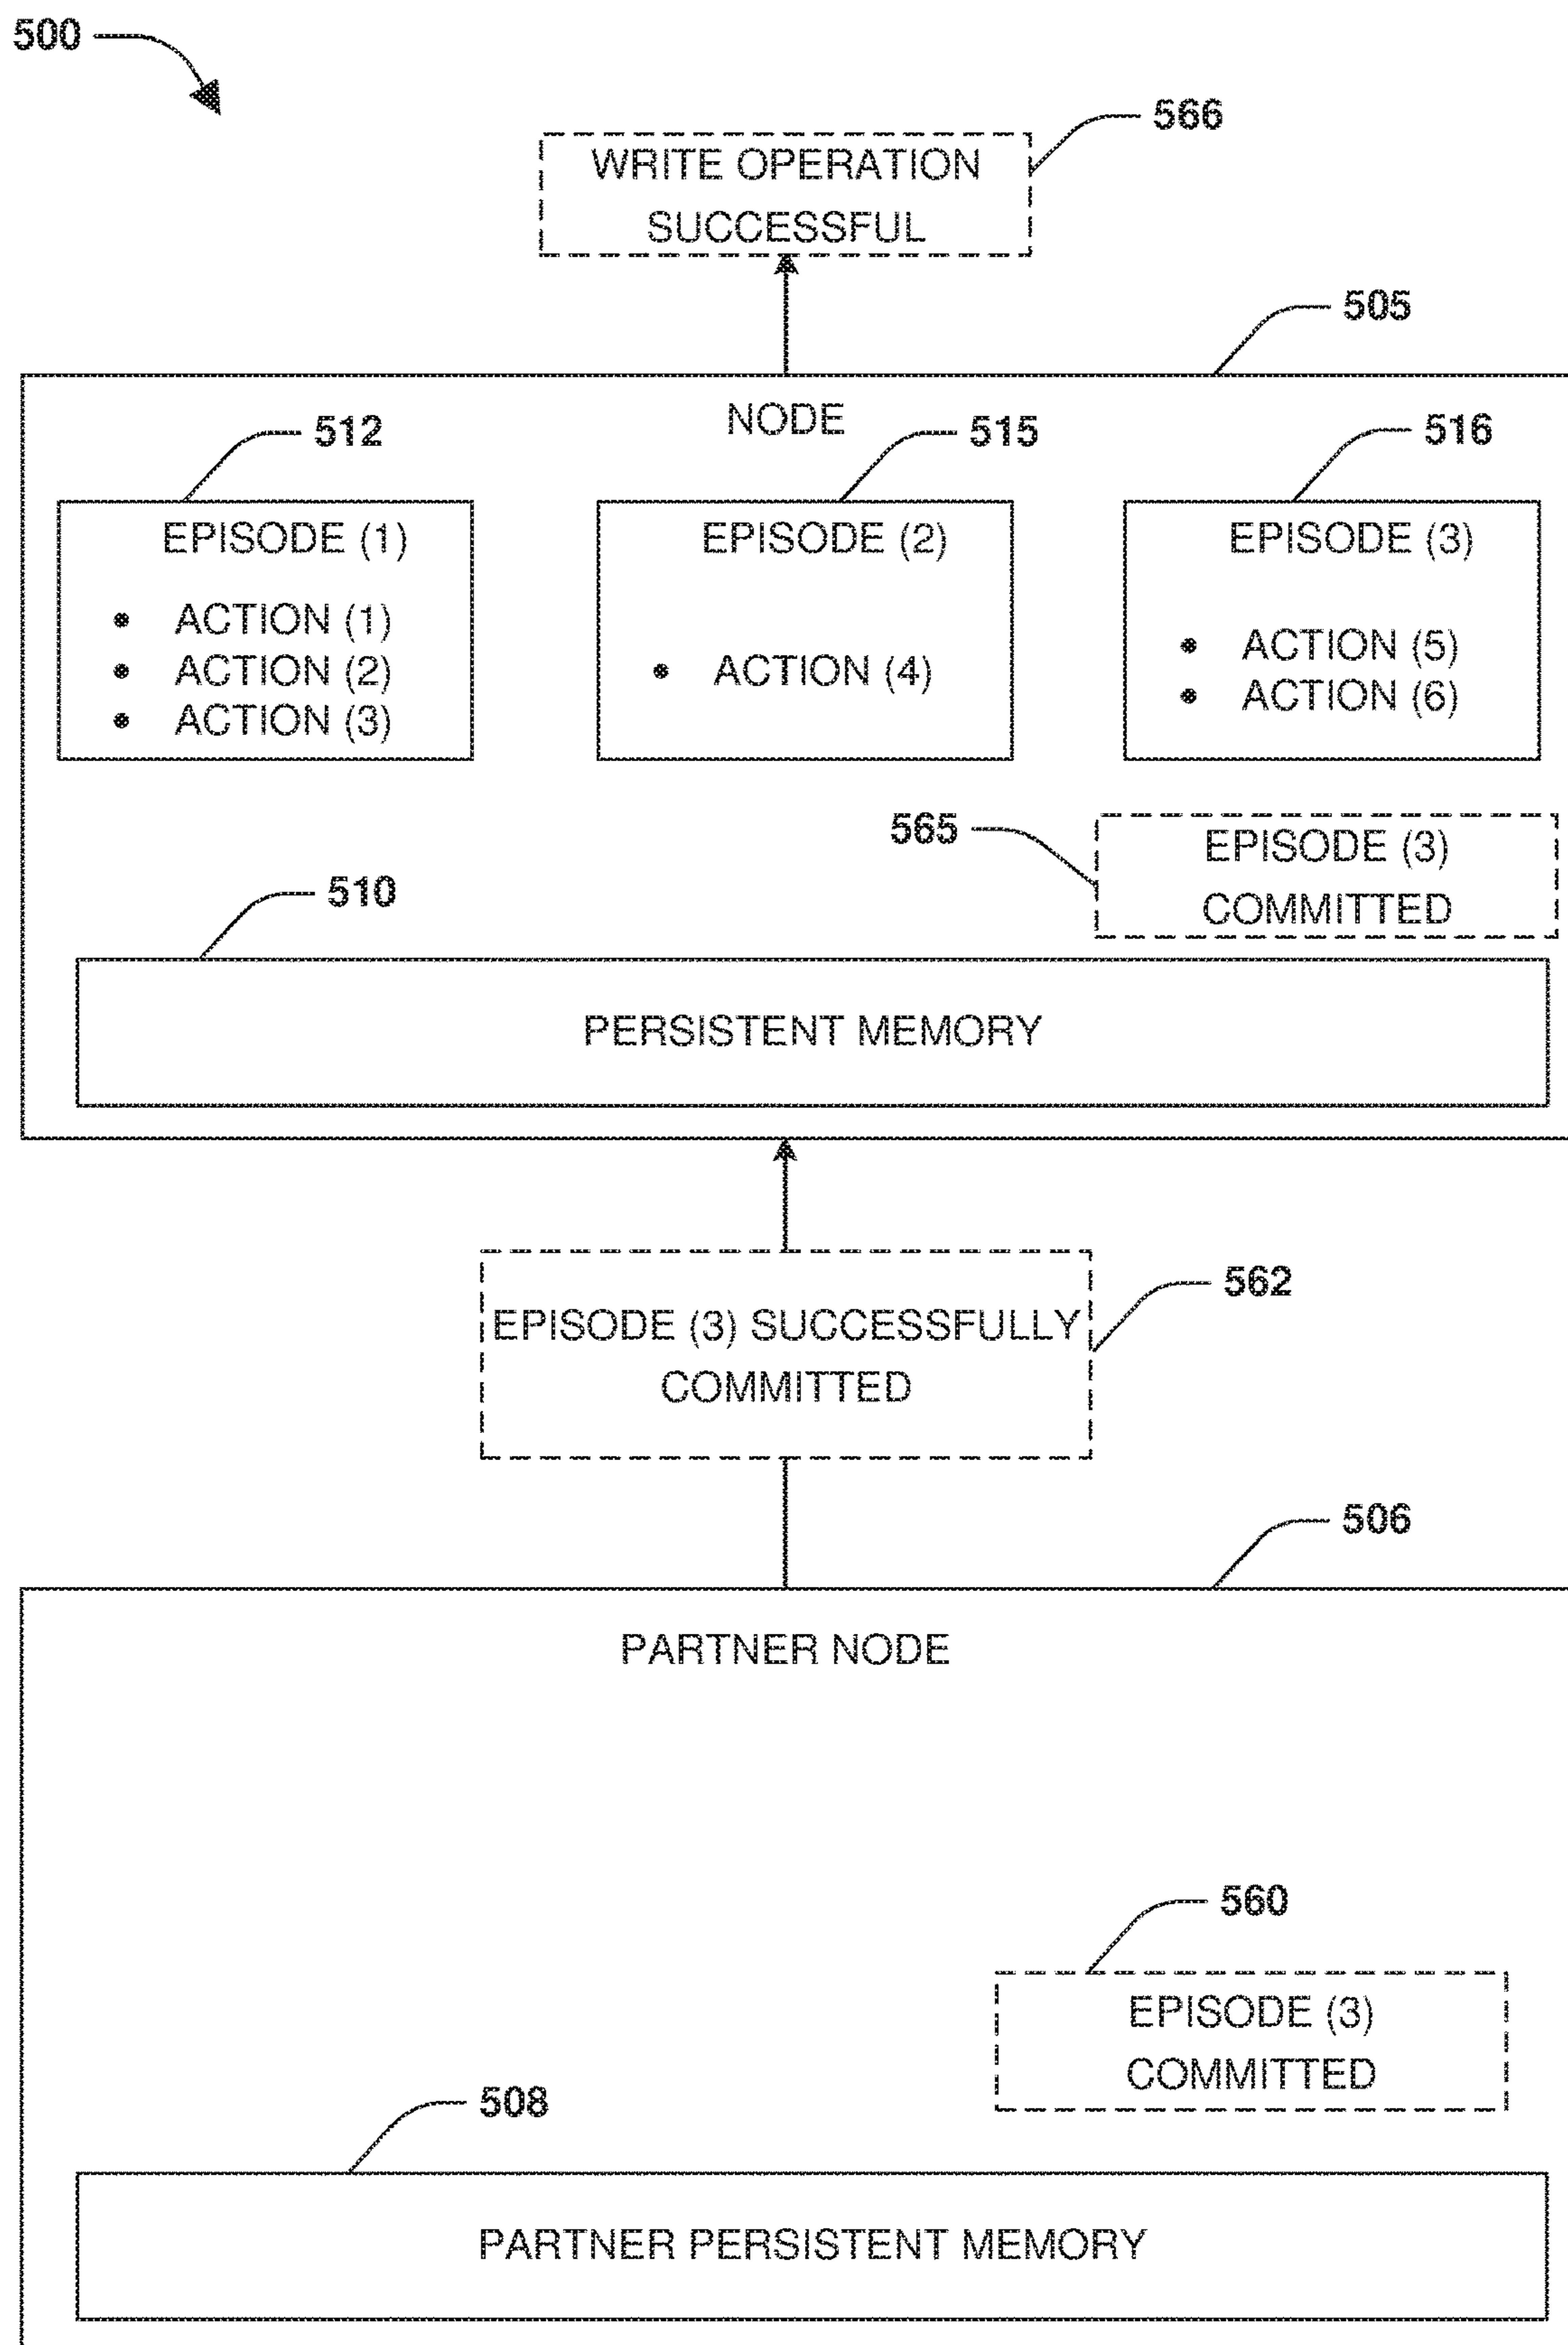 500
566
WRITE OPERATION
SUCCESSFUL
505
NODE
512
515
516
EPISODE (1)
• ACTION (1)
• ACTION (2)
• ACTION (3)
EPISODE (2)
• ACTION (4)
EPISODE (3)
• ACTION (5)
• ACTION (6)
565
EPISODE (3)
COMMITTED
510
PERSISTENT MEMORY
562
EPISODE (3) SUCCESSFULLY
COMMITTED
506
PARTNER NODE
560
EPISODE (3)
COMMITTED
508
PARTNER PERSISTENT MEMORY